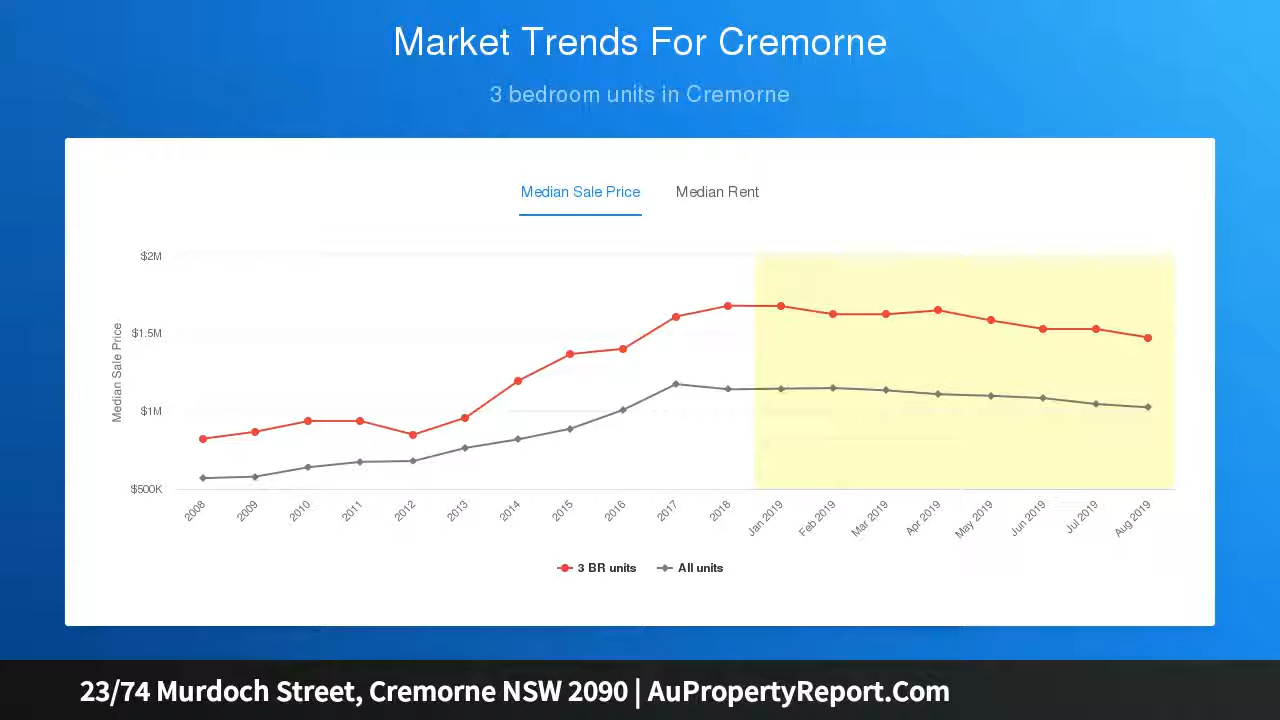 Market Trends For Cremorne
3 bedroom units in Cremorne
Median Sale Price Median Rent
$2M
$1.5M
$1M
$500K
Median Sale Price
2008 2009 2010 2011 2012 2013 2014 2015 2016 2017 2018 Jan 2019 Feb 2019 Mar 2019 Apr 2019 May 2019 Jun 2019 Jul 2019 Aug 2019
3 BR units All units
23/74 Murdoch Street, Cremorne NSW 2090 | AuPropertyReport.Com